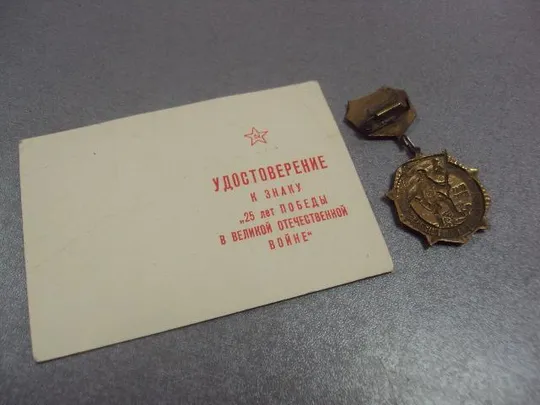 УДОСТОВЕРЕНИЕ
К ЗНАКУ
„25 лет ПОБЕДЫ
В ВЕЛИКОЙ ОТЕЧЕСТВЕННОЙ
ВОЙНЕ“